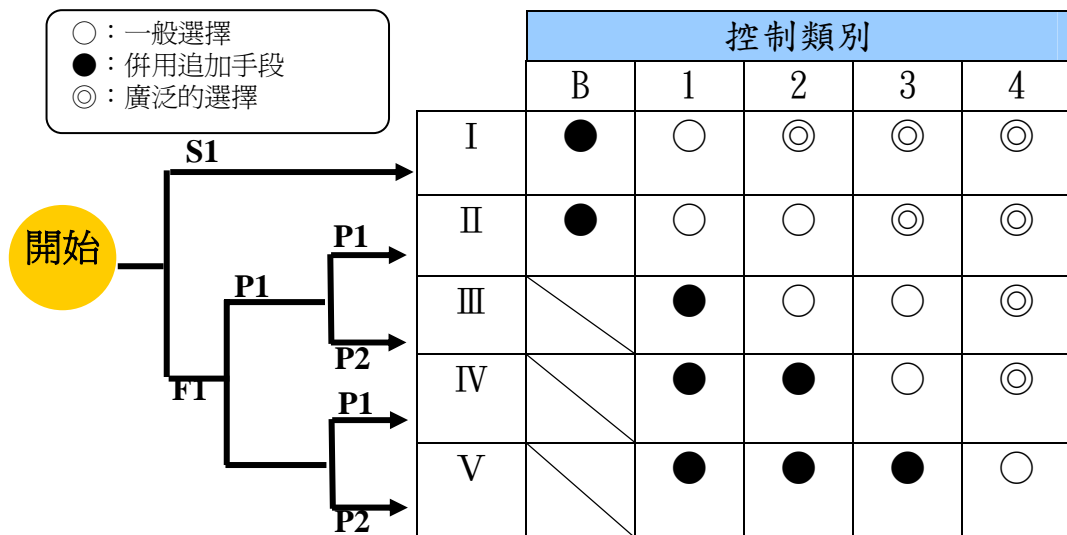 ○：一般選擇
●：併用追加手段
◎：廣泛的選擇
控制類別
B 1 2 3 4
S1
開始
P1
P1
P2
F1
P1
P2
Ⅰ ● ○ ◎ ◎ ◎
Ⅱ ● ○ ○ ◎ ◎
Ⅲ ● ○ ○ ◎
Ⅳ ● ● ○ ◎
Ⅴ ● ● ● ○